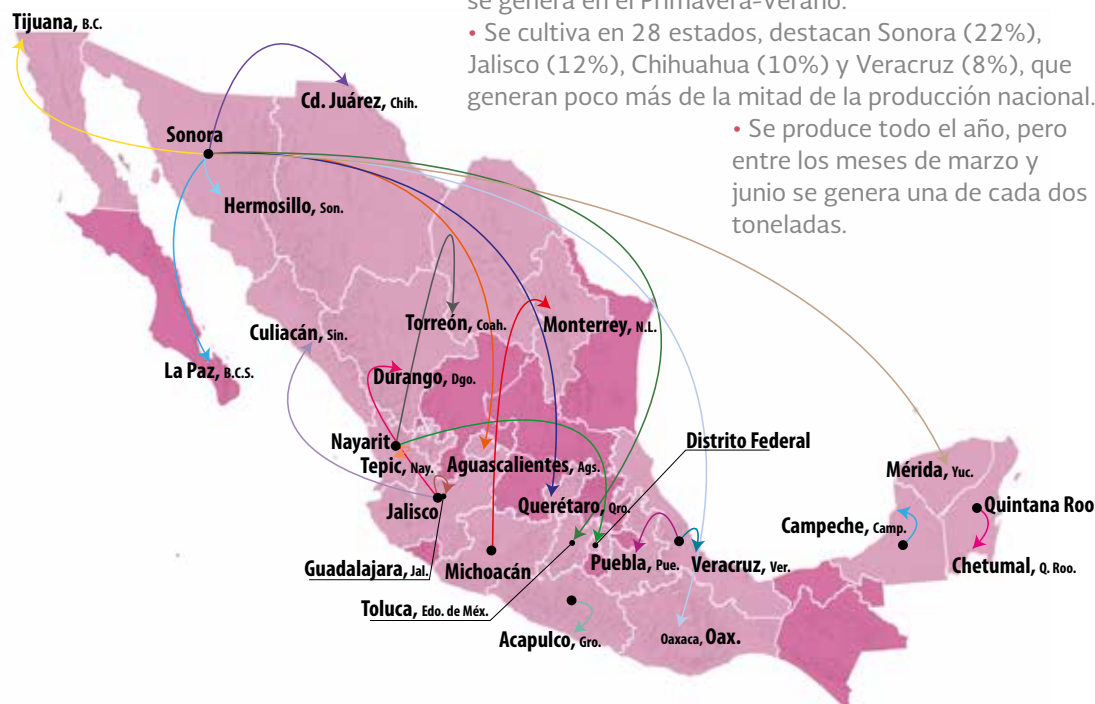 se genera en el Primavera-Verano.
• Se cultiva en 28 estados, destacan Sonora (22%),
Jalisco (12%), Chihuahua (10%) y Veracruz (8%), que
generan poco más de la mitad de la producción nacional.
• Se produce todo el año, pero
entre los meses de marzo y
junio se genera una de cada dos
toneladas.
Tijuana, B.C.
Cd. Juárez, Chih.
Sonora
Hermosillo, Son.
Torreón, Coah.
Monterrey, N.L.
Culiacán, Sin.
La Paz, B.C.S.
Durango, Dgo.
Nayarit
Distrito Federal
Tepic, Nay.
Aguascalientes, Ags.
Mérida, Yuc.
Jalisco
Querétaro, Qro.
Quintana Roo
Campeche, Camp.
Guadalajara, Jal.
Michoacán
Puebla, Pue.
Veracruz, Ver.
Chetumal, Q. Roo.
Toluca, Edo. de Méx.
Acapulco, Gro.
Oaxaca, Oax.